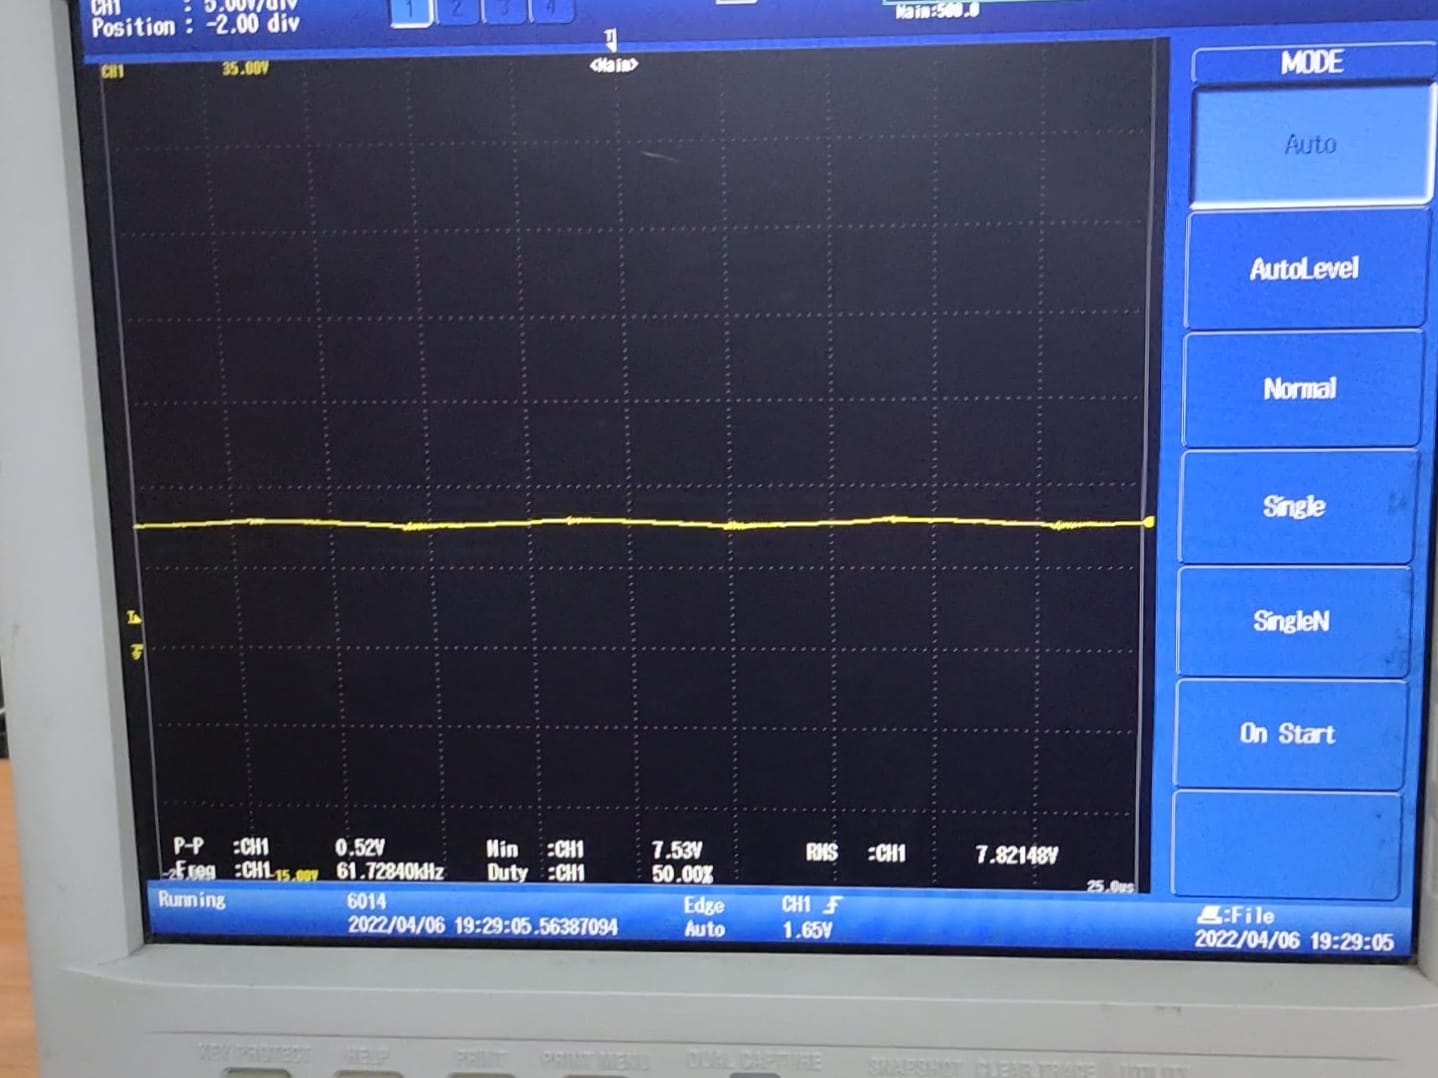 CH1 : 5.00V/div
Position : -2.00 div
1 2 3 4
Main:500.0
CH1 35.00V
<Main>
MODE
Auto
AutoLevel
Normal
Single
SingleN
On Start
P-P :CH1 0.52V Min :CH1 7.53V RMS :CH1 7.82148V
Freq :CH1 61.72840kHz Duty :CH1 50.00%
-15.00V
25.0us
Running 6014 Edge CH1
2022/04/06 19:29:05.56387094 Auto 1.65V
:File
2022/04/06 19:29:05
KEY PROTECT HELP PRINT PRINT MENU DUAL CAPTURE SNAPSHOT CLEAR TRACE UTILITY